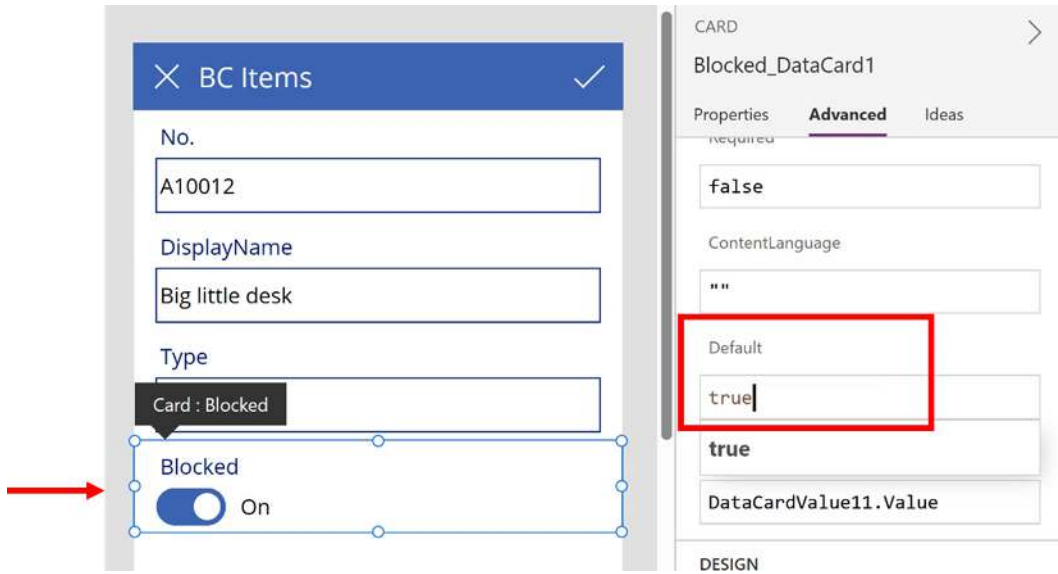 BC Items
No.
A10012
DisplayName
Big little desk
Type
Card : Blocked
Blocked
On
CARD
Blocked_DataCard1
Properties Advanced Ideas
Required
false
ContentLanguage
""
Default
true
true
DataCardValue11.Value
DESIGN